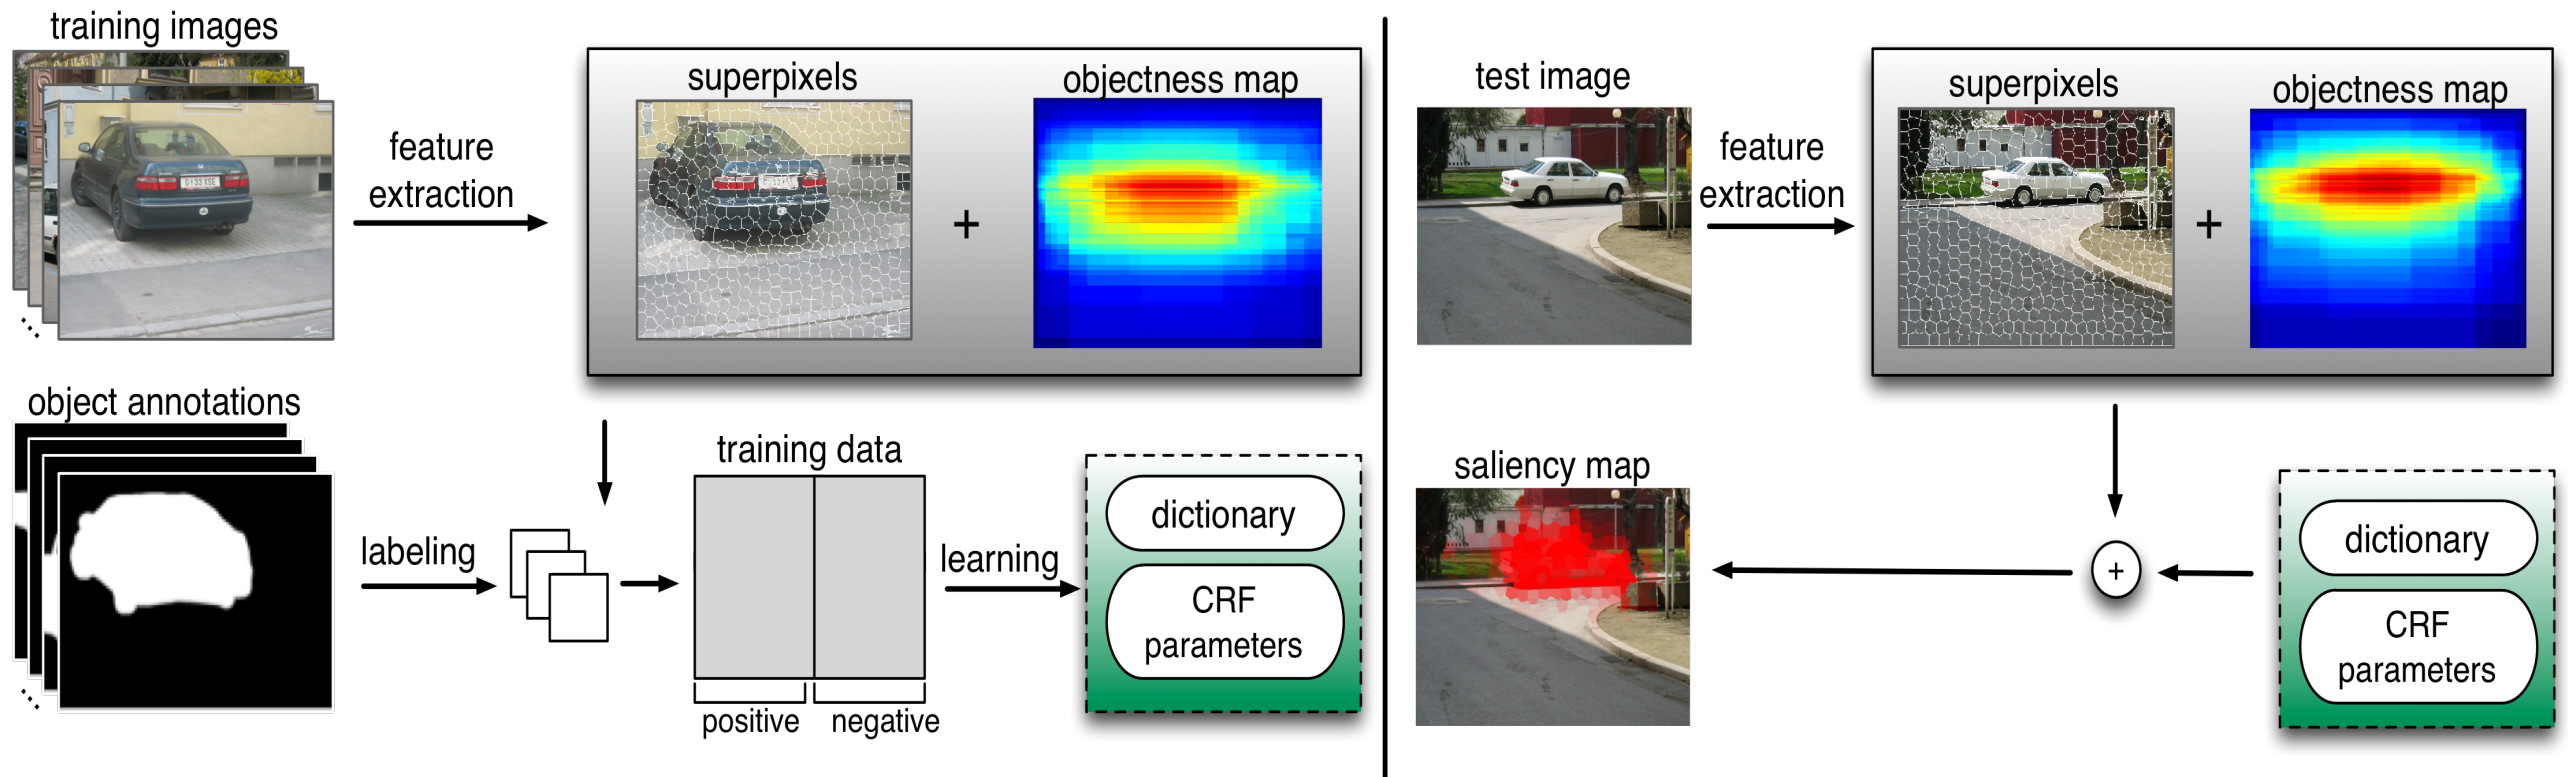 training images
feature
extraction
superpixels
+
objectness map
object annotations
labeling
training data
positive
negative
learning
dictionary
CRF
parameters
test image
feature
extraction
superpixels
+
objectness map
saliency map
+
dictionary
CRF
parameters